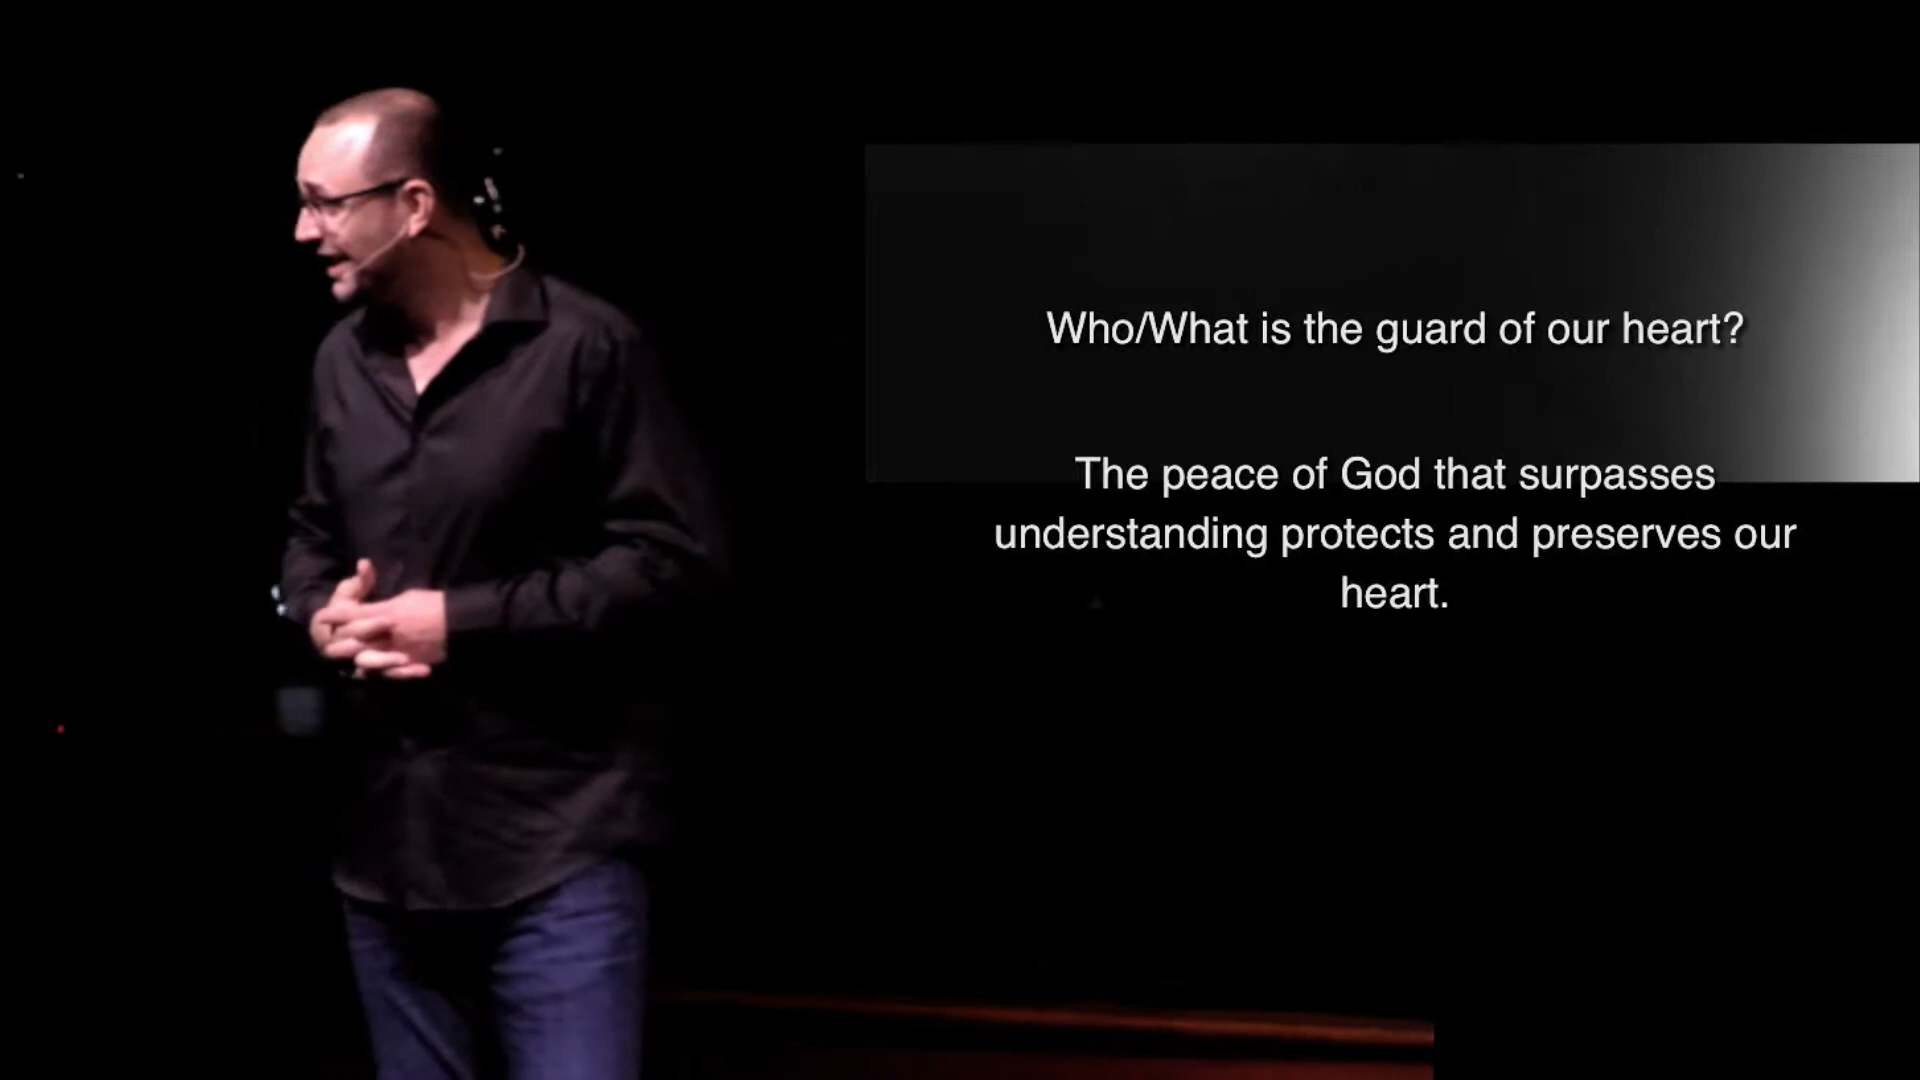 Who/What is the guard of our heart?
The peace of God that surpasses
understanding protects and preserves our
heart.